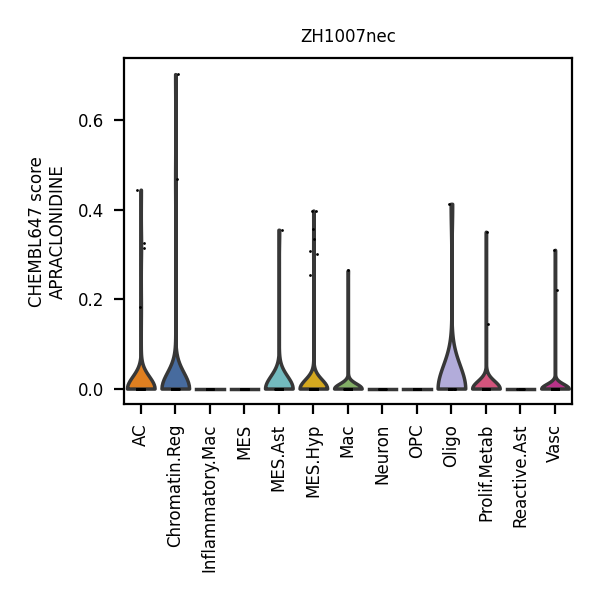 ZH1007nec
CHEMBL647 score
APRACLONIDINE
0.6
0.4
0.2
0.0
AC
Chromatin.Reg
Inflammatory.Mac
MES
MES.Ast
MES.Hyp
Mac
Neuron
OPC
Oligo
Prolif.Metab
Reactive.Ast
Vasc